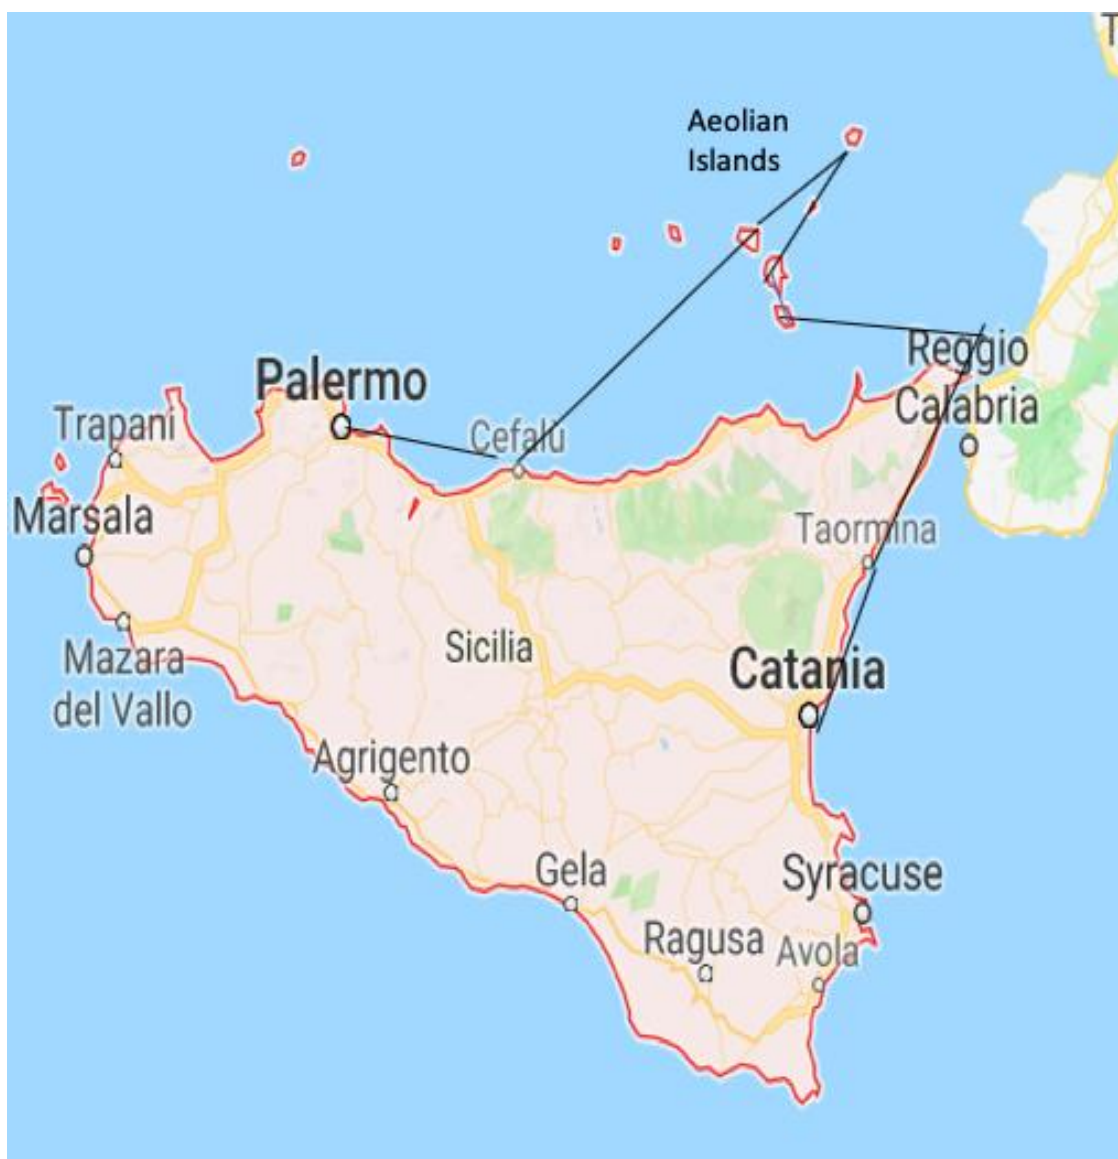 T
Aeolian
Islands
Palermo
Reggio
Calabria
Trapani
Cefalù
Marsala
Taormina
Mazara
del Vallo
Sicilia
Catania
Agrigento
Gela
Syracuse
Ragusa
Avola